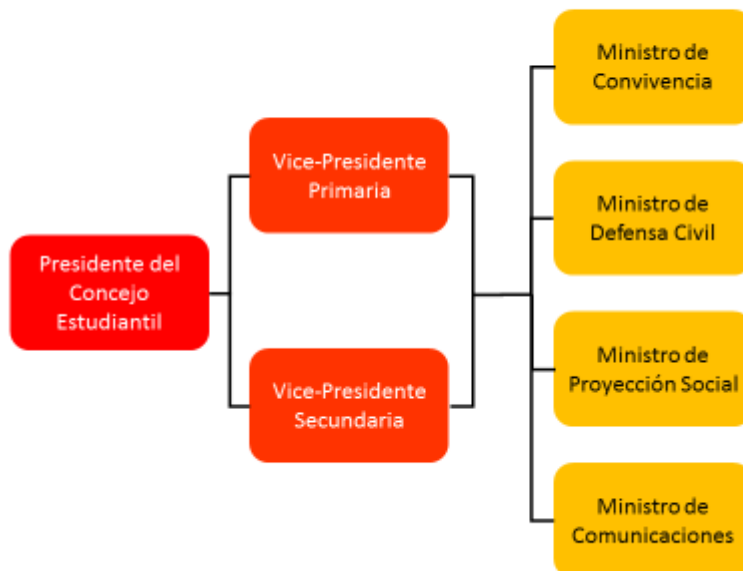 Presidente del
Concejo
Estudiantil
Vice-Presidente
Primaria
Vice-Presidente
Secundaria
Ministro de
Convivencia
Ministro de
Defensa Civil
Ministro de
Proyección Social
Ministro de
Comunicaciones